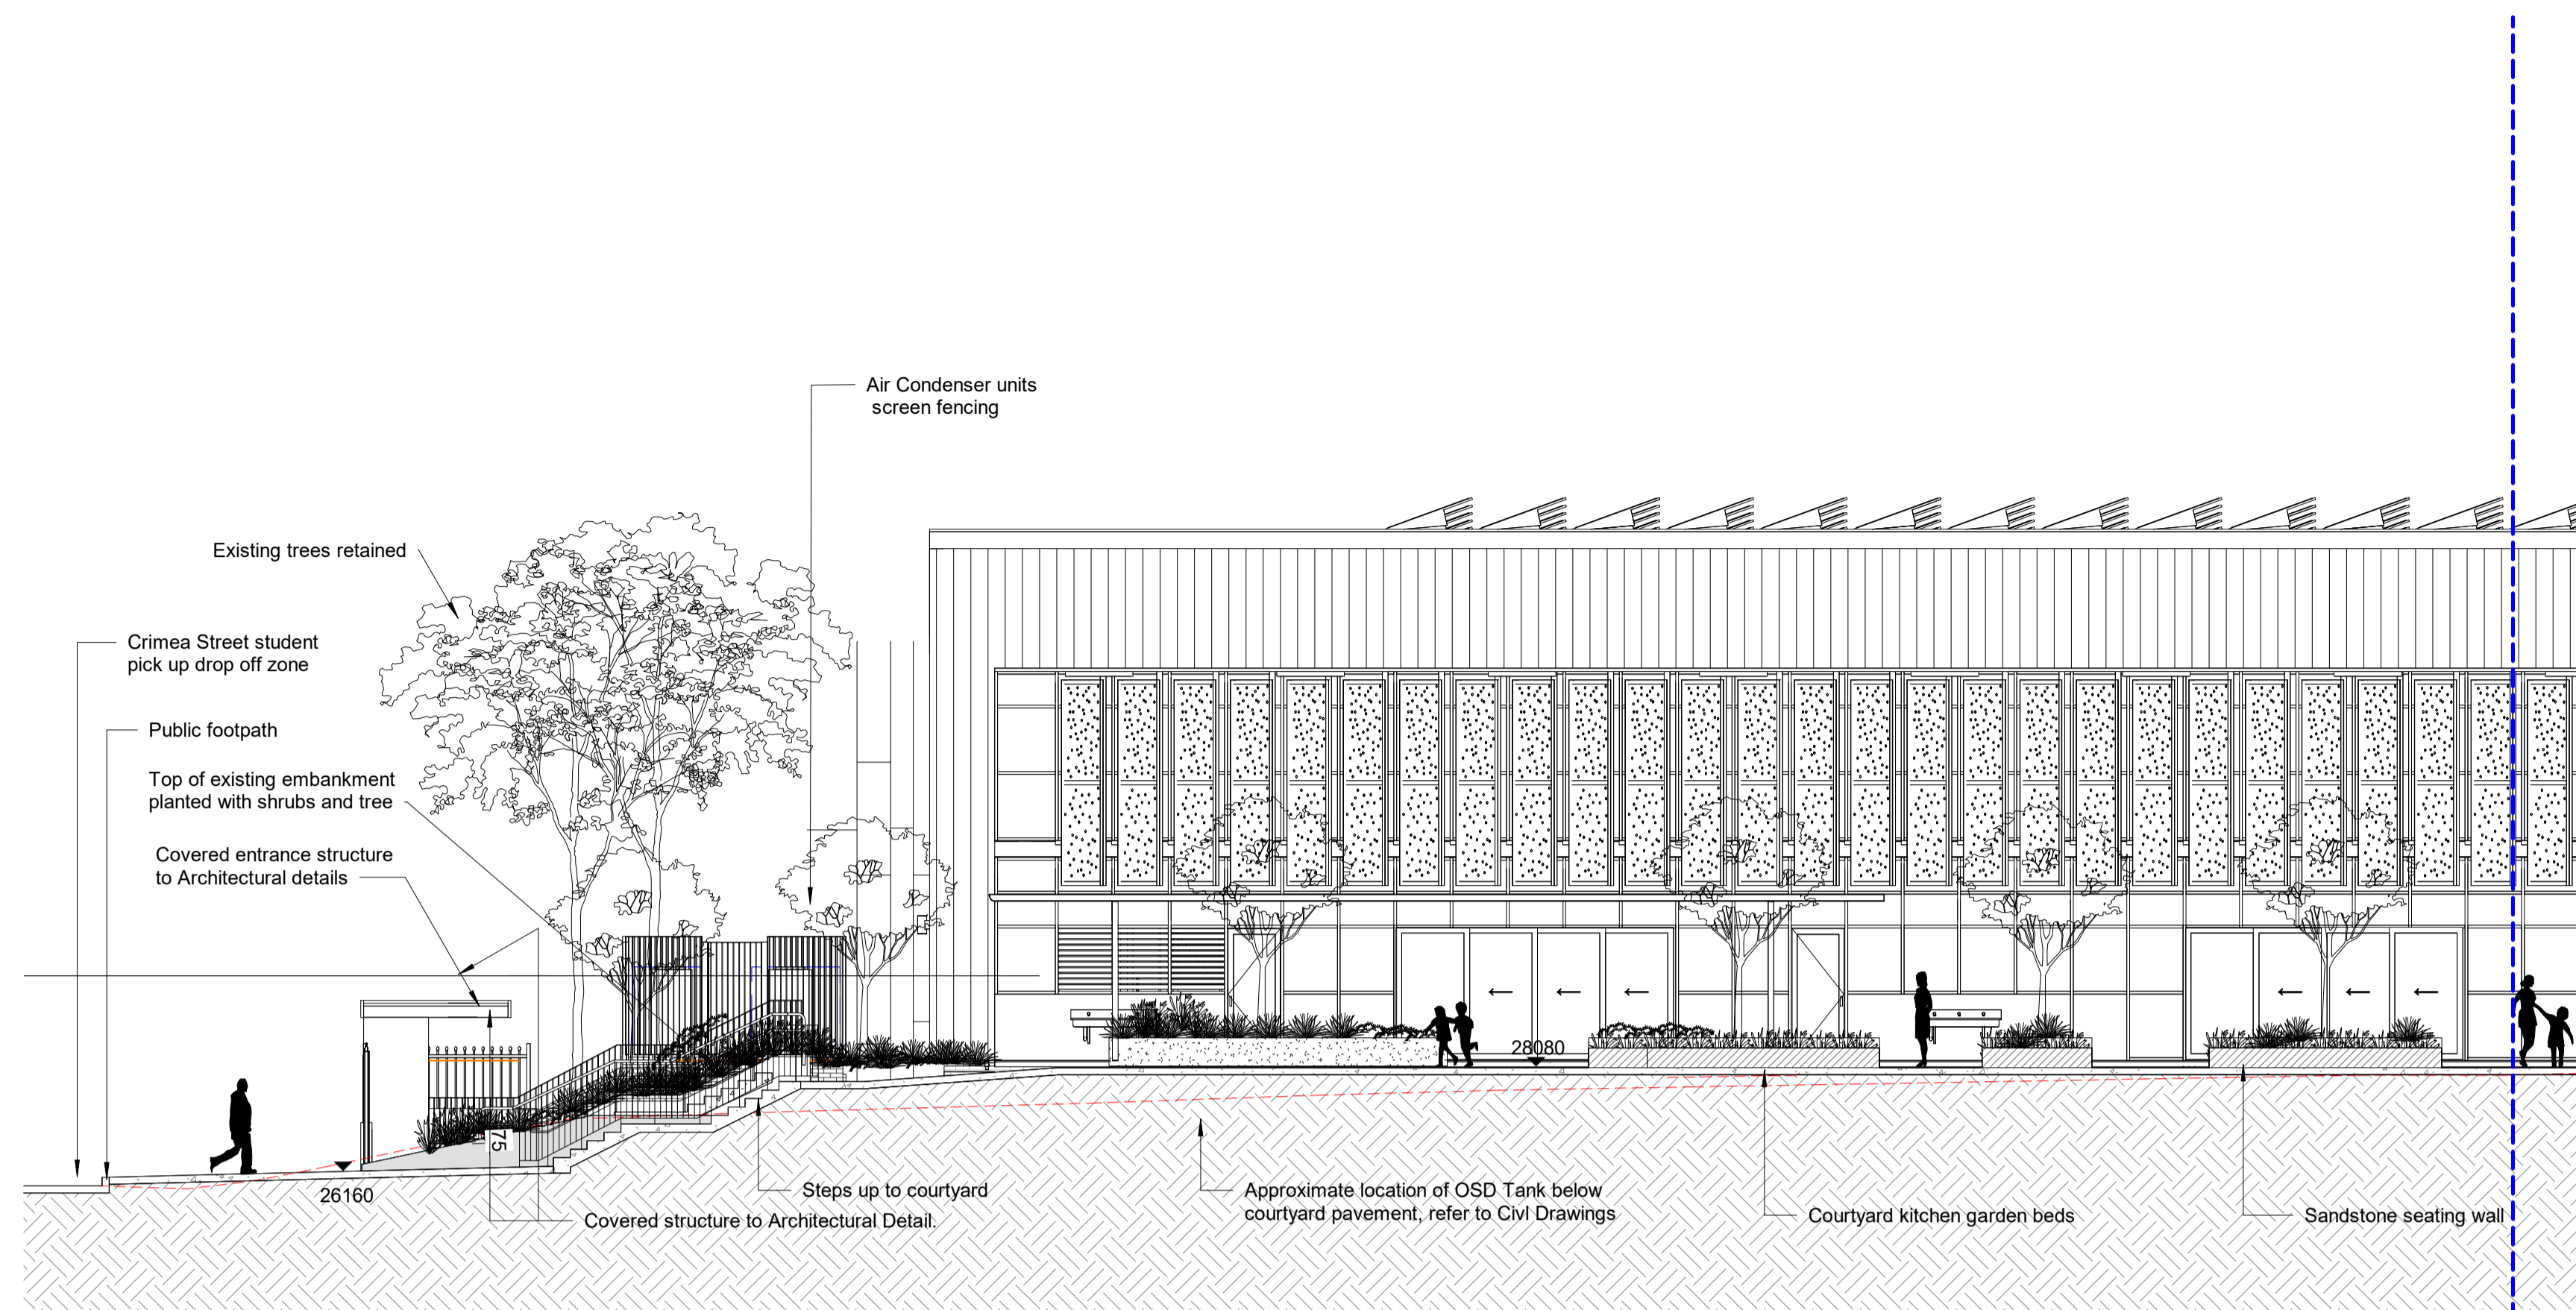 Air Condenser units
screen fencing
Existing trees retained
Crimea Street student
pick up drop off zone
Public footpath
Top of existing embankment
planted with shrubs and tree
Covered entrance structure
to Architectural details
28080
75
26160
Steps up to courtyard
Covered structure to Architectural Detail.
Approximate location of OSD Tank below
courtyard pavement, refer to Civl Drawings
Courtyard kitchen garden beds
Sandstone seating wall